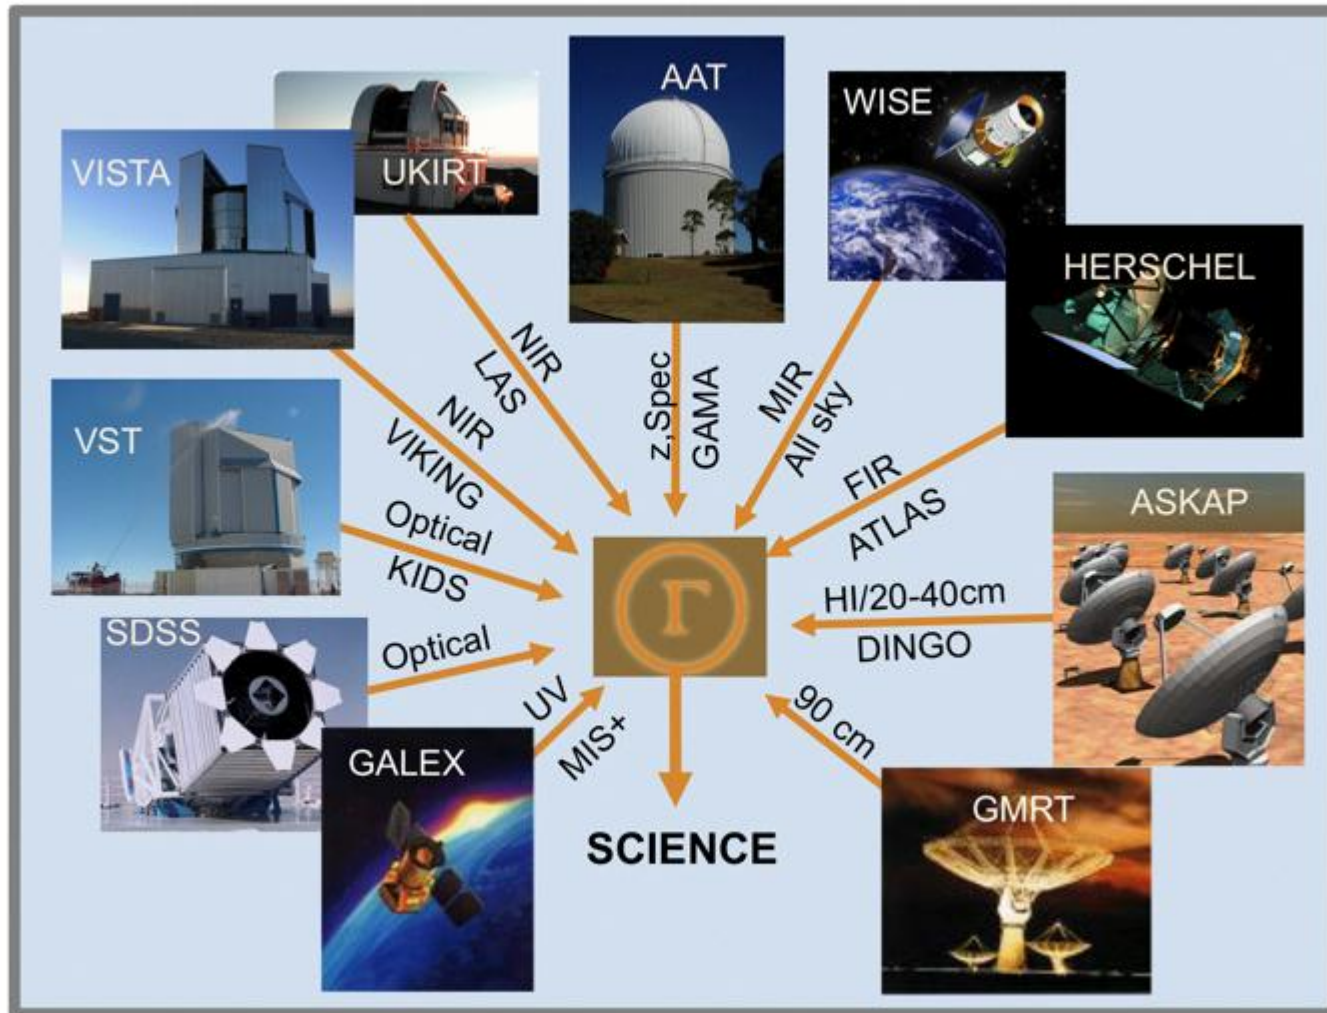 AAT
WISE
UKIRT
VISTA
HERSCHEL
NIR
LAS
z,Spec
GAMA
MIR
All sky
NIR
VIKING
VST
FIR
ATLAS
ASKAP
Optical
KIDS
Γ
HI/20-40cm
DINGO
SDSS
Optical
UV
MIS+
90 cm
GALEX
GMRT
SCIENCE